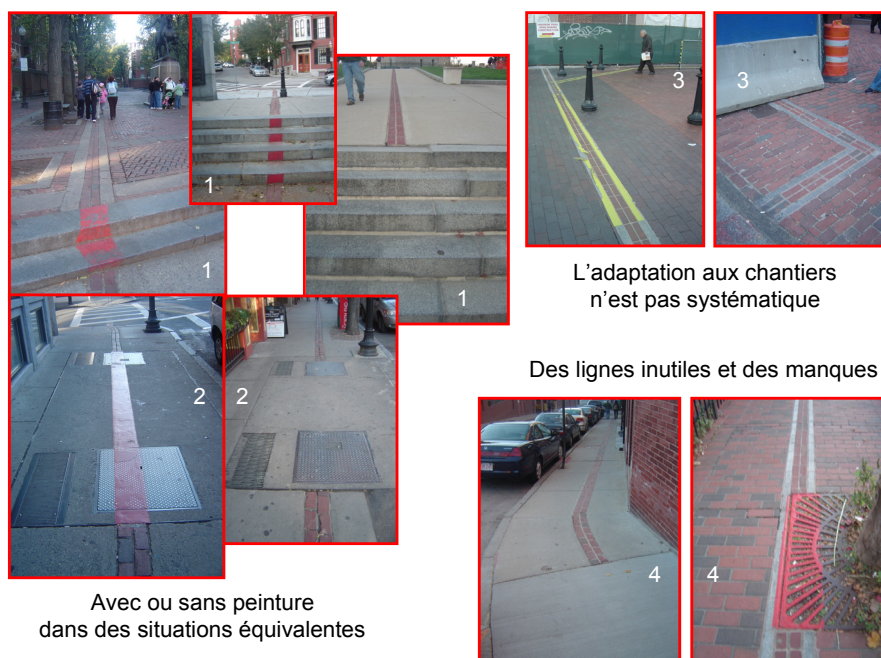 1
1
1
2
2
Avec ou sans peinture
dans des situations équivalentes
3
3
L'adaptation aux chantiers
n'est pas systématique
Des lignes inutiles et des manques
4
4